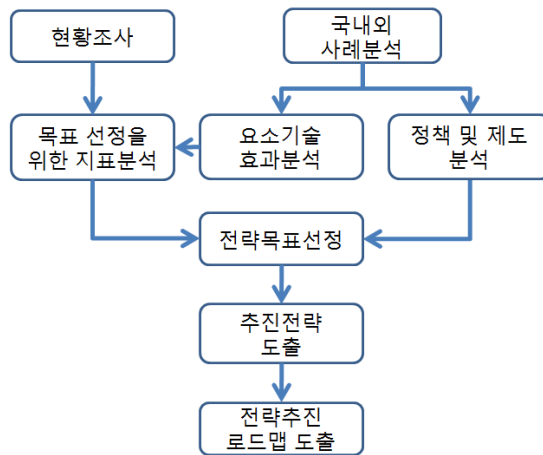 현황조사
국내외
사례분석
목표 선정을
위한 지표분석
요소기술
효과분석
정책 및 제도
분석
전략목표선정
추진전략
도출
전략추진
로드맵 도출